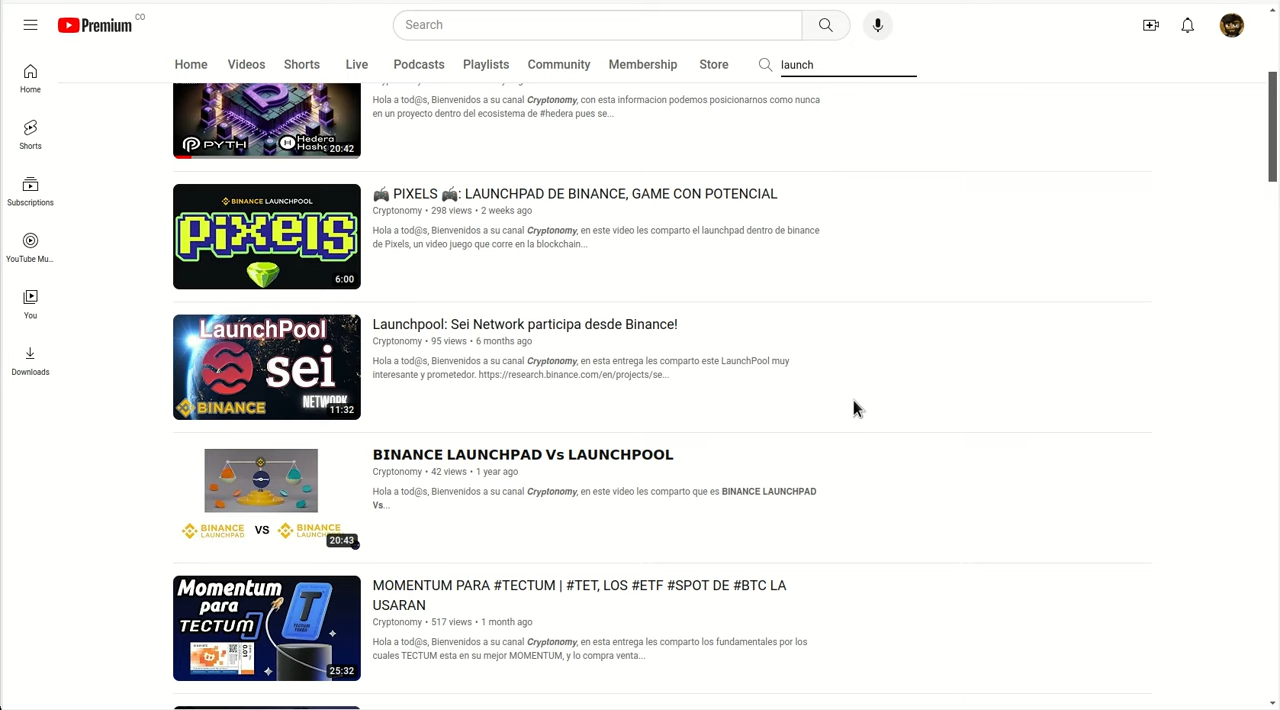 Premium CO
Search
Home Videos Shorts Live Podcasts Playlists Community Membership Store launch
Home
Shorts
Subscriptions
YouTube Mu...
You
Downloads
Hola a tod@s, Bienvenidos a su canal Cryptonomy, con esta informacion podemos posicionarnos como nunca
en un proyecto dentro del ecosistema de #hedera pues se...
PYTH
Hedera
Hashg
20:42
🎮 PIXELS 🎮: LAUNCHPAD DE BINANCE, GAME CON POTENCIAL
Cryptonomy • 298 views • 2 weeks ago
Hola a tod@s, Bienvenidos a su canal Cryptonomy, en este video les comparto el launchpad dentro de binance
de Pixels, un video juego que corre en la blockchain...
BINANCE LAUNCHPOOL
PIXELS
6:00
Launchpool: Sei Network participa desde Binance!
Cryptonomy • 95 views • 6 months ago
Hola a tod@s, Bienvenidos a su canal Cryptonomy, en esta entrega les comparto este LaunchPool muy
interesante y prometedor. https://research.binance.com/en/projects/se...
LaunchPool
sei
NETWORK
BINANCE
11:32
BINANCE LAUNCHPAD Vs LAUNCHPOOL
Cryptonomy • 42 views • 1 year ago
Hola a tod@s, Bienvenidos a su canal Cryptonomy, en este video les comparto que es BINANCE LAUNCHPAD
Vs...
BINANCE
LAUNCHPAD
VS
BINANCE
LAUNCHPOOL
20:43
MOMENTUM PARA #TECTUM | #TET, LOS #ETF #SPOT DE #BTC LA
USARAN
Cryptonomy • 517 views • 1 month ago
Hola a tod@s, Bienvenidos a su canal Cryptonomy, en esta entrega les comparto los fundamentales por los
cuales TECTUM esta en su mejor MOMENTUM, y lo compra venta...
Momentum
para
TECTUM
25:32